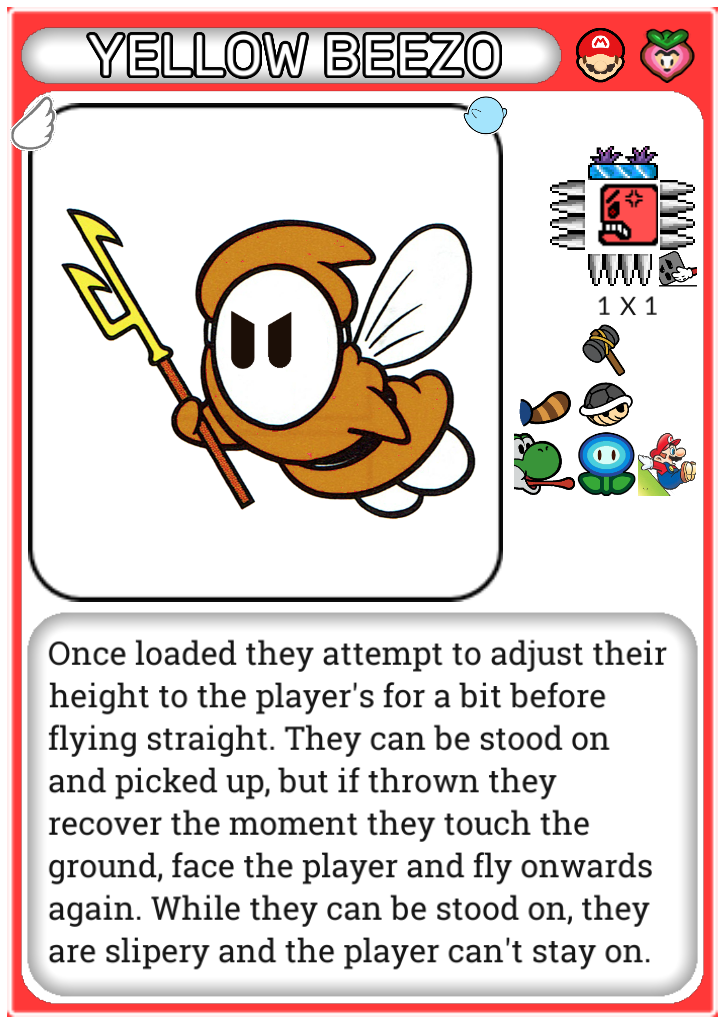 YELLOW BEEZO
1 X 1
Once loaded they attempt to adjust their
height to the player's for a bit before
flying straight. They can be stood on
and picked up, but if thrown they
recover the moment they touch the
ground, face the player and fly onwards
again. While they can be stood on, they
are slipery and the player can't stay on.